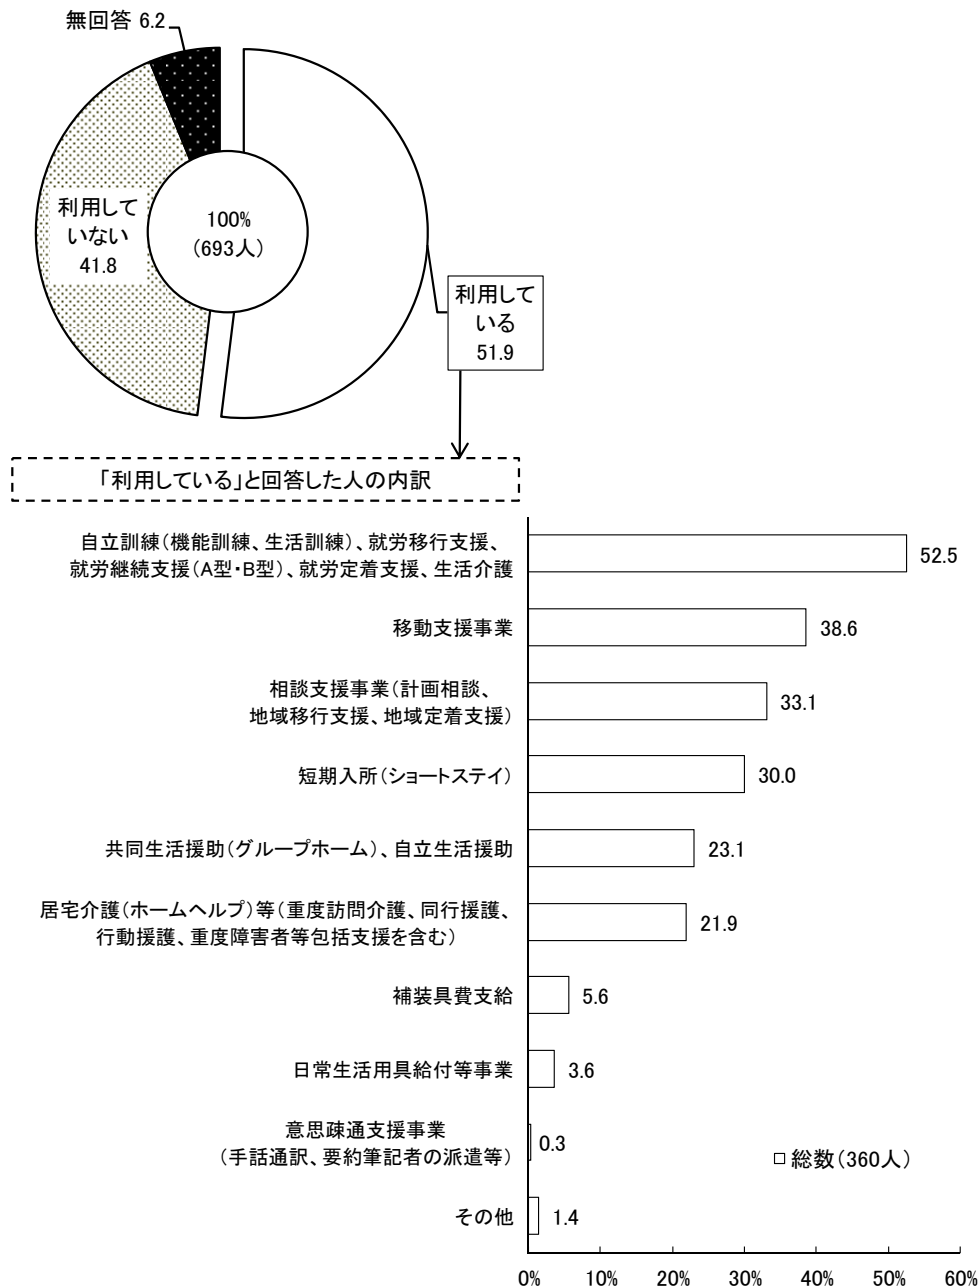 無回答 6.2
利用して
いない
41.8
100%
(693人)
利用して
いる
51.9
「利用している」と回答した人の内訳
自立訓練(機能訓練、生活訓練)、就労移行支援、
就労継続支援(A型・B型)、就労定着支援、生活介護
52.5
移動支援事業
38.6
相談支援事業(計画相談、
地域移行支援、地域定着支援)
33.1
短期入所(ショートステイ)
30.0
共同生活援助(グループホーム)、自立生活援助
23.1
居宅介護(ホームヘルプ)等(重度訪問介護、同行援護、
行動援護、重度障害者等包括支援を含む)
21.9
補装具費支給
5.6
日常生活用具給付等事業
3.6
意思疎通支援事業
(手話通訳、要約筆記者の派遣等)
0.3
総数(360人)
その他
1.4
0% 10% 20% 30% 40% 50% 60%